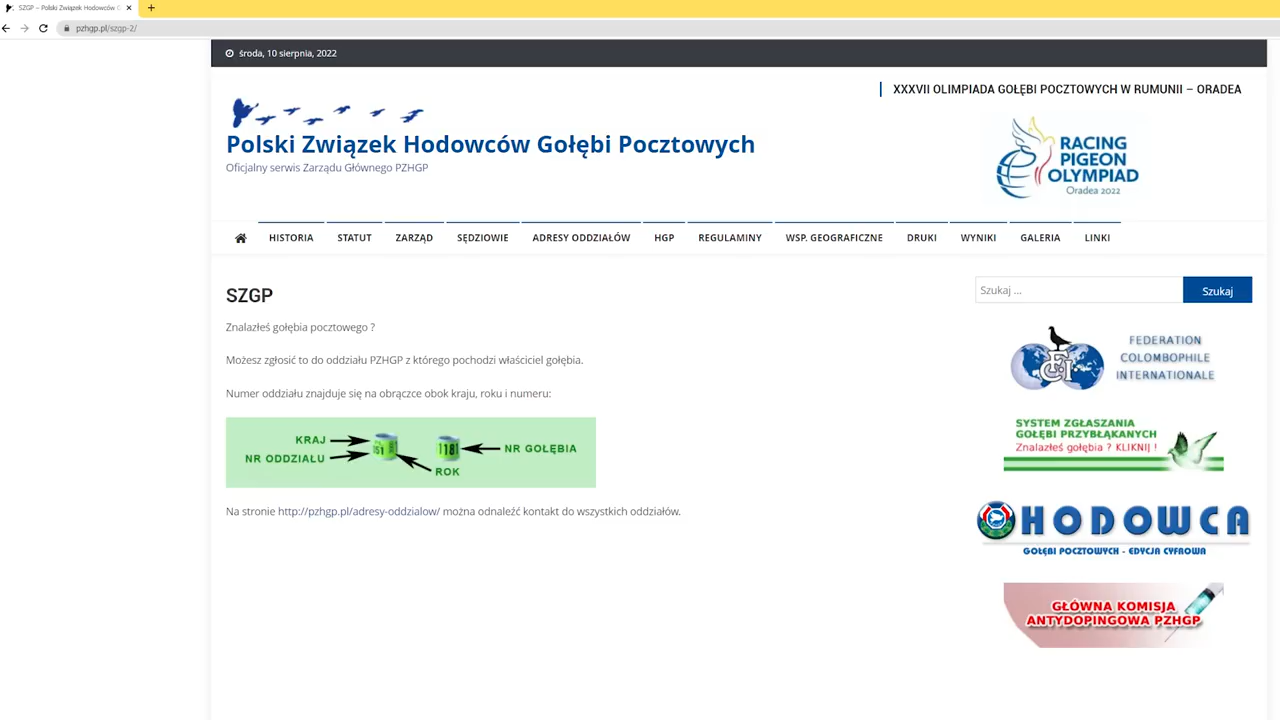 SZGP – Polski Związek Hodowców G
pzhgp.pl/szgp-2/
środa, 10 sierpnia, 2022
XXXVII OLIMPIADA GOŁĘBI POCZTOWYCH W RUMUNII – ORADEA
Polski Związek Hodowców Gołębi Pocztowych
Oficjalny serwis Zarządu Głównego PZHGP
RACING
PIGEON
OLYMPIAD
Oradea 2022
HISTORIA STATUT ZARZĄD SĘDZIOWIE ADRESY ODDZIAŁÓW HGP REGULAMINY WSP. GEOGRAFICZNE DRUKI WYNIKI GALERIA LINKI
SZGP
Znalazłeś gołębia pocztowego ?
Możesz zgłosić to do oddziału PZHGP z którego pochodzi właściciel gołębia.
Numer oddziału znajduje się na obrączce obok kraju, roku i numeru:
KRAJ
NR ODDZIAŁU
051
ROK
1181
NR GOŁĘBIA
Na stronie http://pzhgp.pl/adresy-oddzialow/ można odnaleźć kontakt do wszystkich oddziałów.
Szukaj ...
Szukaj
FCI
FEDERATION
COLOMBOPHILE
INTERNATIONALE
SYSTEM ZGŁASZANIA
GOŁĘBI PRZYBŁĄKANYCH
Znalazłeś gołębia ? KLIKNIJ !
HODOWCA
GOŁĘBI POCZTOWYCH - EDYCJA CYFROWA
GŁÓWNA KOMISJA
ANTYDOPINGOWA PZHGP